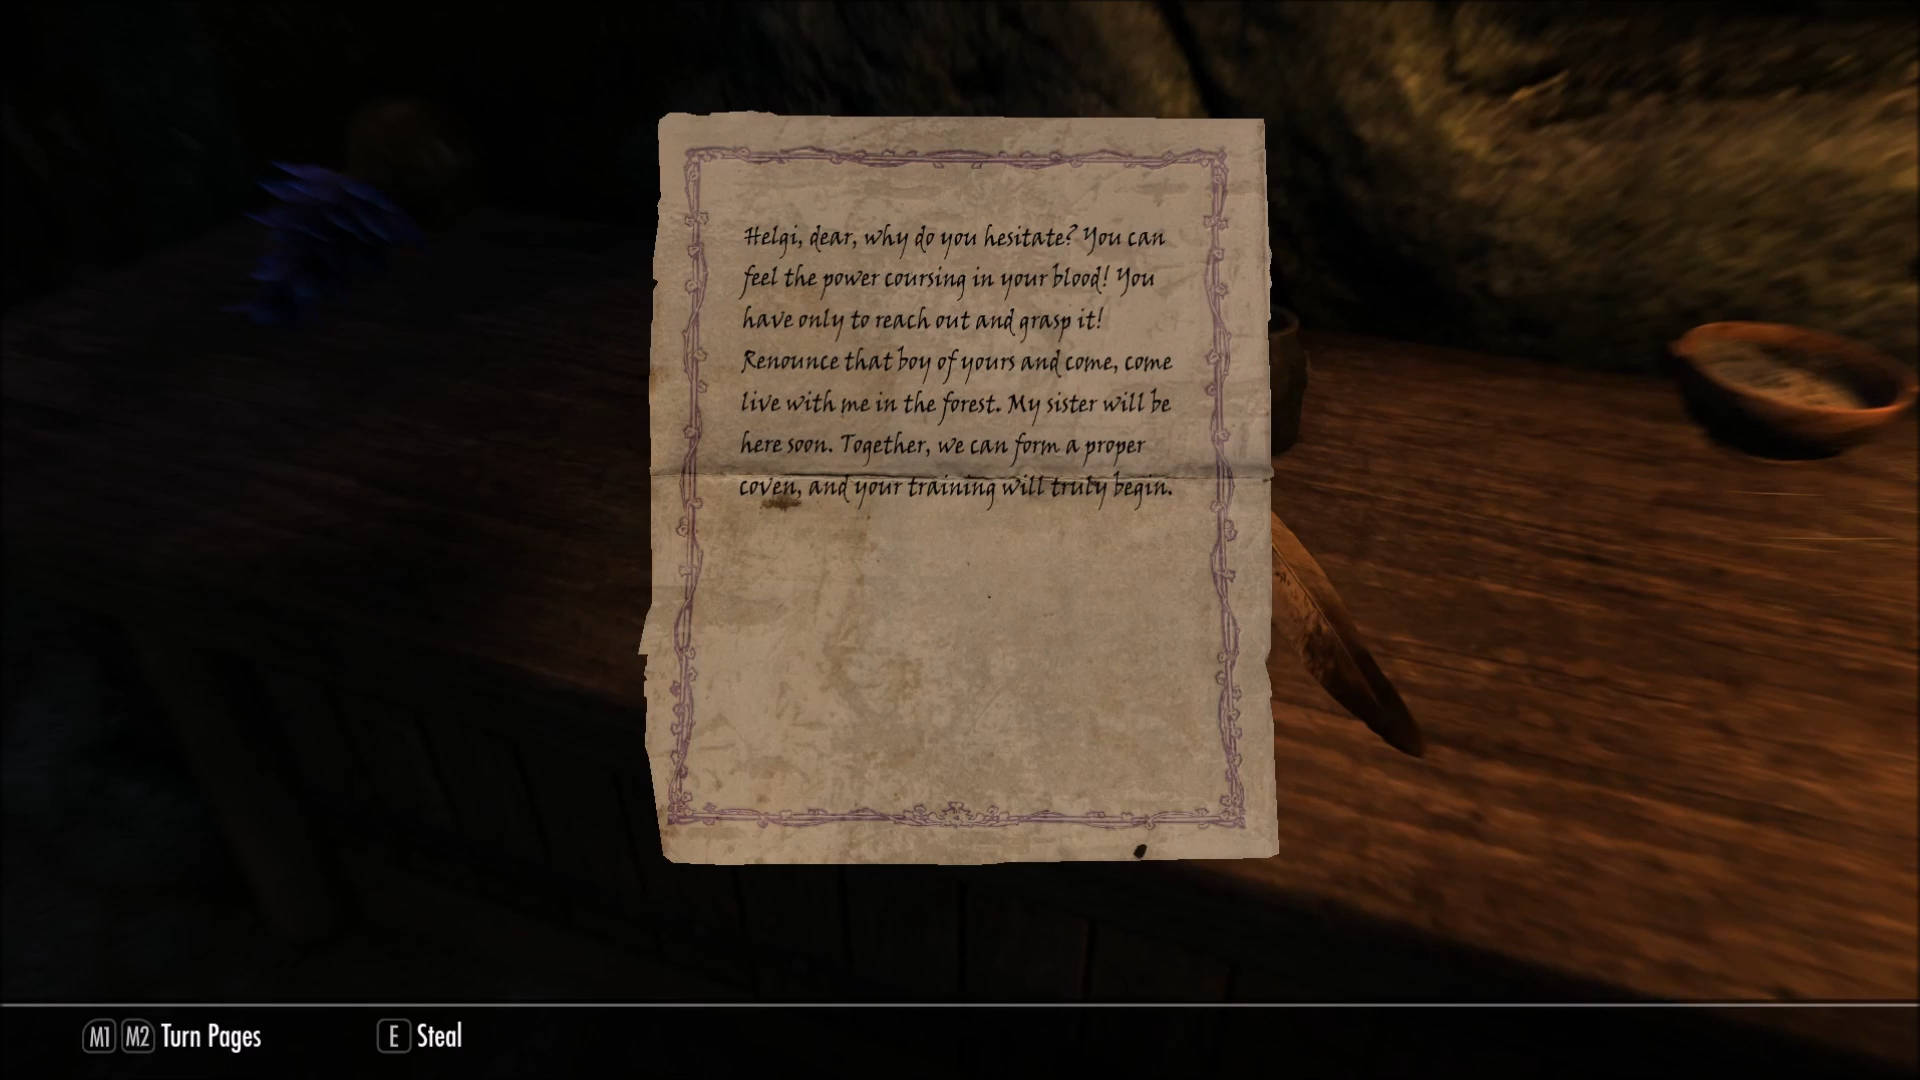 Helgi, dear, why do you hesitate? You can
feel the power coursing in your blood! You
have only to reach out and grasp it!
Renounce that boy of yours and come, come
live with me in the forest. My sister will be
here soon. Together, we can form a proper
coven, and your training will truly begin.
M1 M2 Turn Pages E Steal